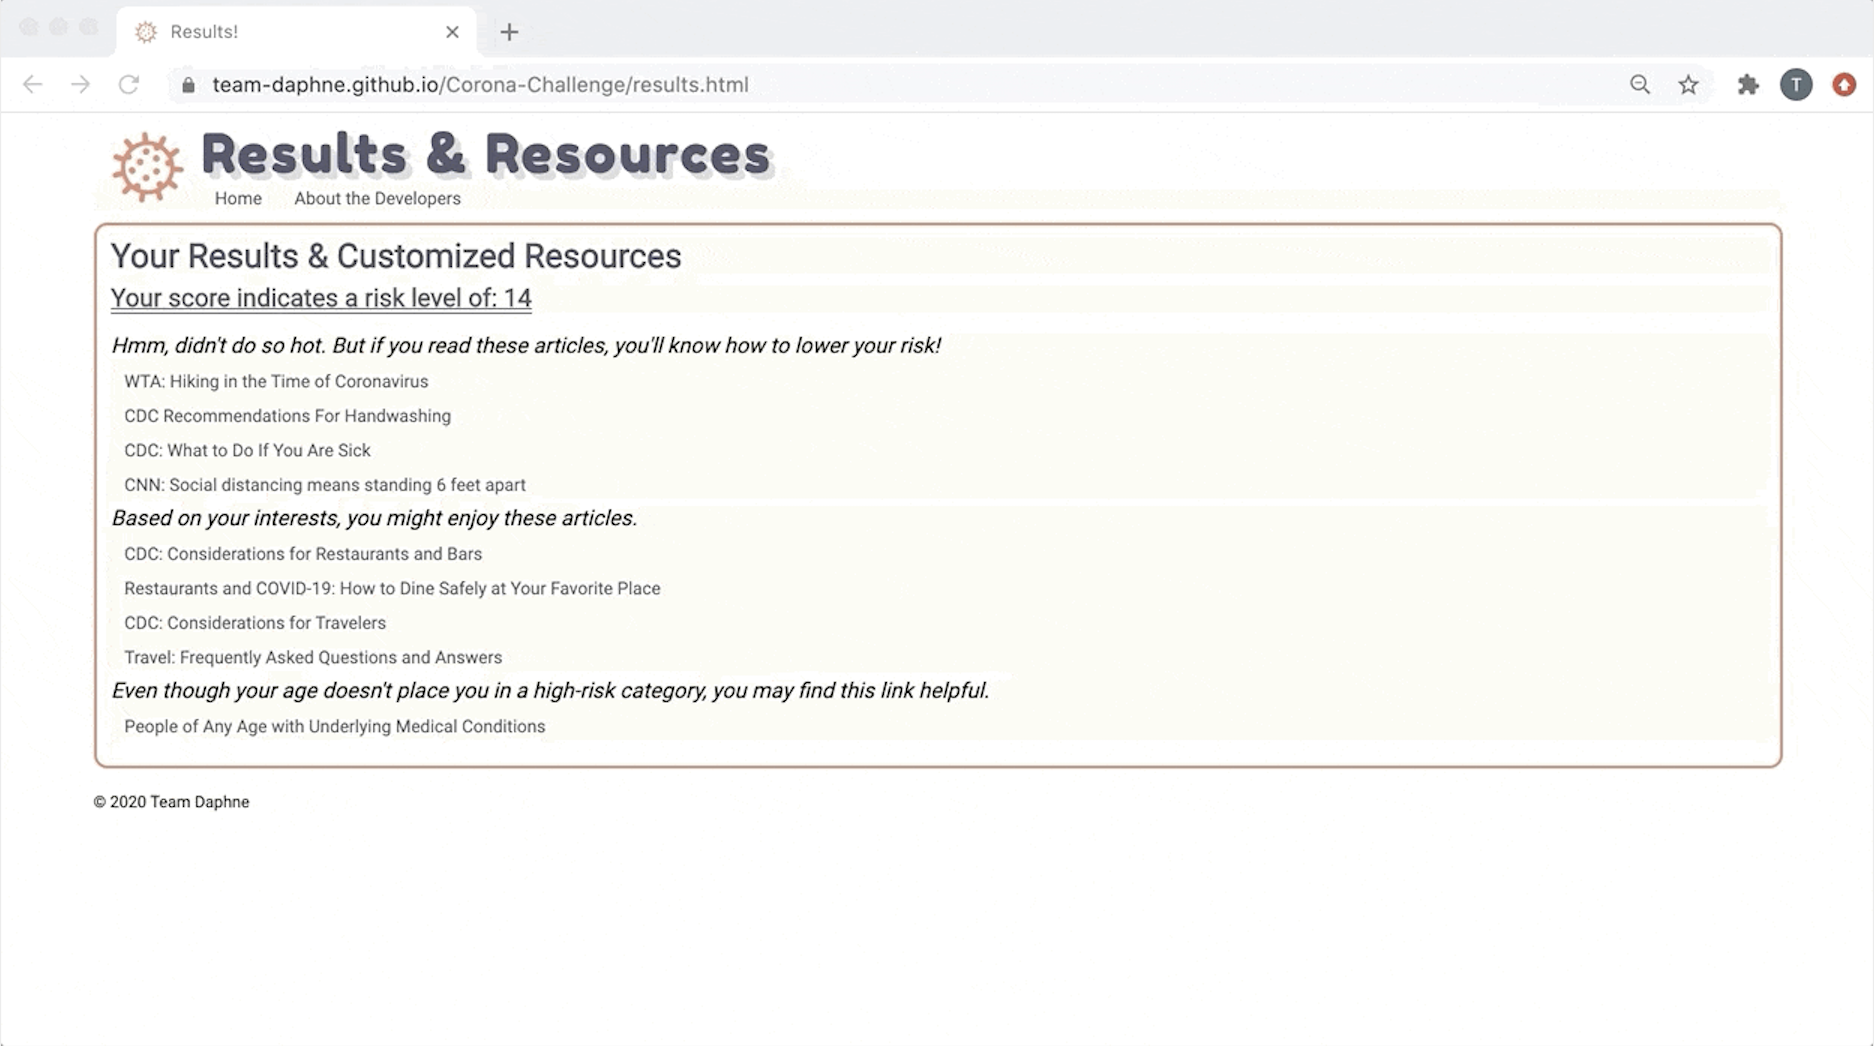 Results!
team-daphne.github.io/Corona-Challenge/results.html
T
Results & Resources
Home About the Developers
Your Results & Customized Resources
Your score indicates a risk level of: 14
Hmm, didn't do so hot. But if you read these articles, you'll know how to lower your risk!
WTA: Hiking in the Time of Coronavirus
CDC Recommendations For Handwashing
CDC: What to Do If You Are Sick
CNN: Social distancing means standing 6 feet apart
Based on your interests, you might enjoy these articles.
CDC: Considerations for Restaurants and Bars
Restaurants and COVID-19: How to Dine Safely at Your Favorite Place
CDC: Considerations for Travelers
Travel: Frequently Asked Questions and Answers
Even though your age doesn't place you in a high-risk category, you may find this link helpful.
People of Any Age with Underlying Medical Conditions
© 2020 Team Daphne